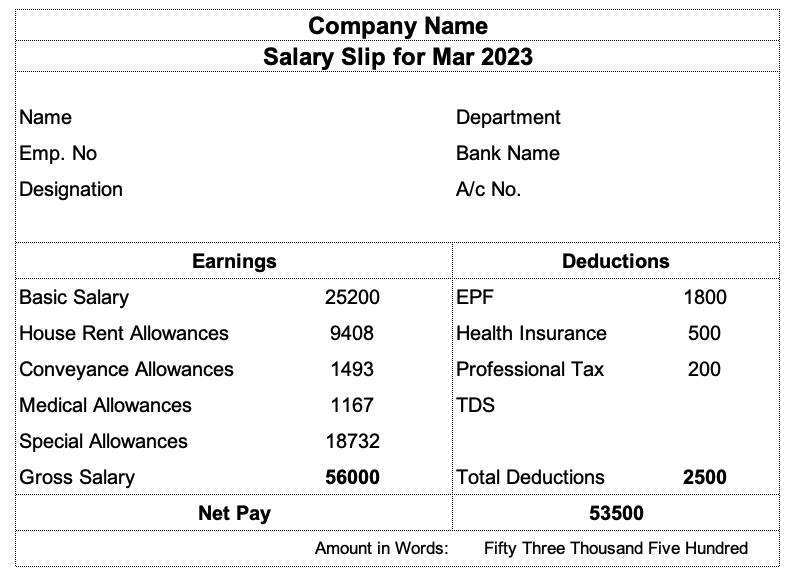 Company Name
Salary Slip for Mar 2023
Name Department
Emp. No Bank Name
Designation A/c No.
Earnings Deductions
Basic Salary 25200 EPF 1800
House Rent Allowances 9408 Health Insurance 500
Conveyance Allowances 1493 Professional Tax 200
Medical Allowances 1167 TDS
Special Allowances 18732
Gross Salary 56000 Total Deductions 2500
Net Pay 53500
Amount in Words: Fifty Three Thousand Five Hundred